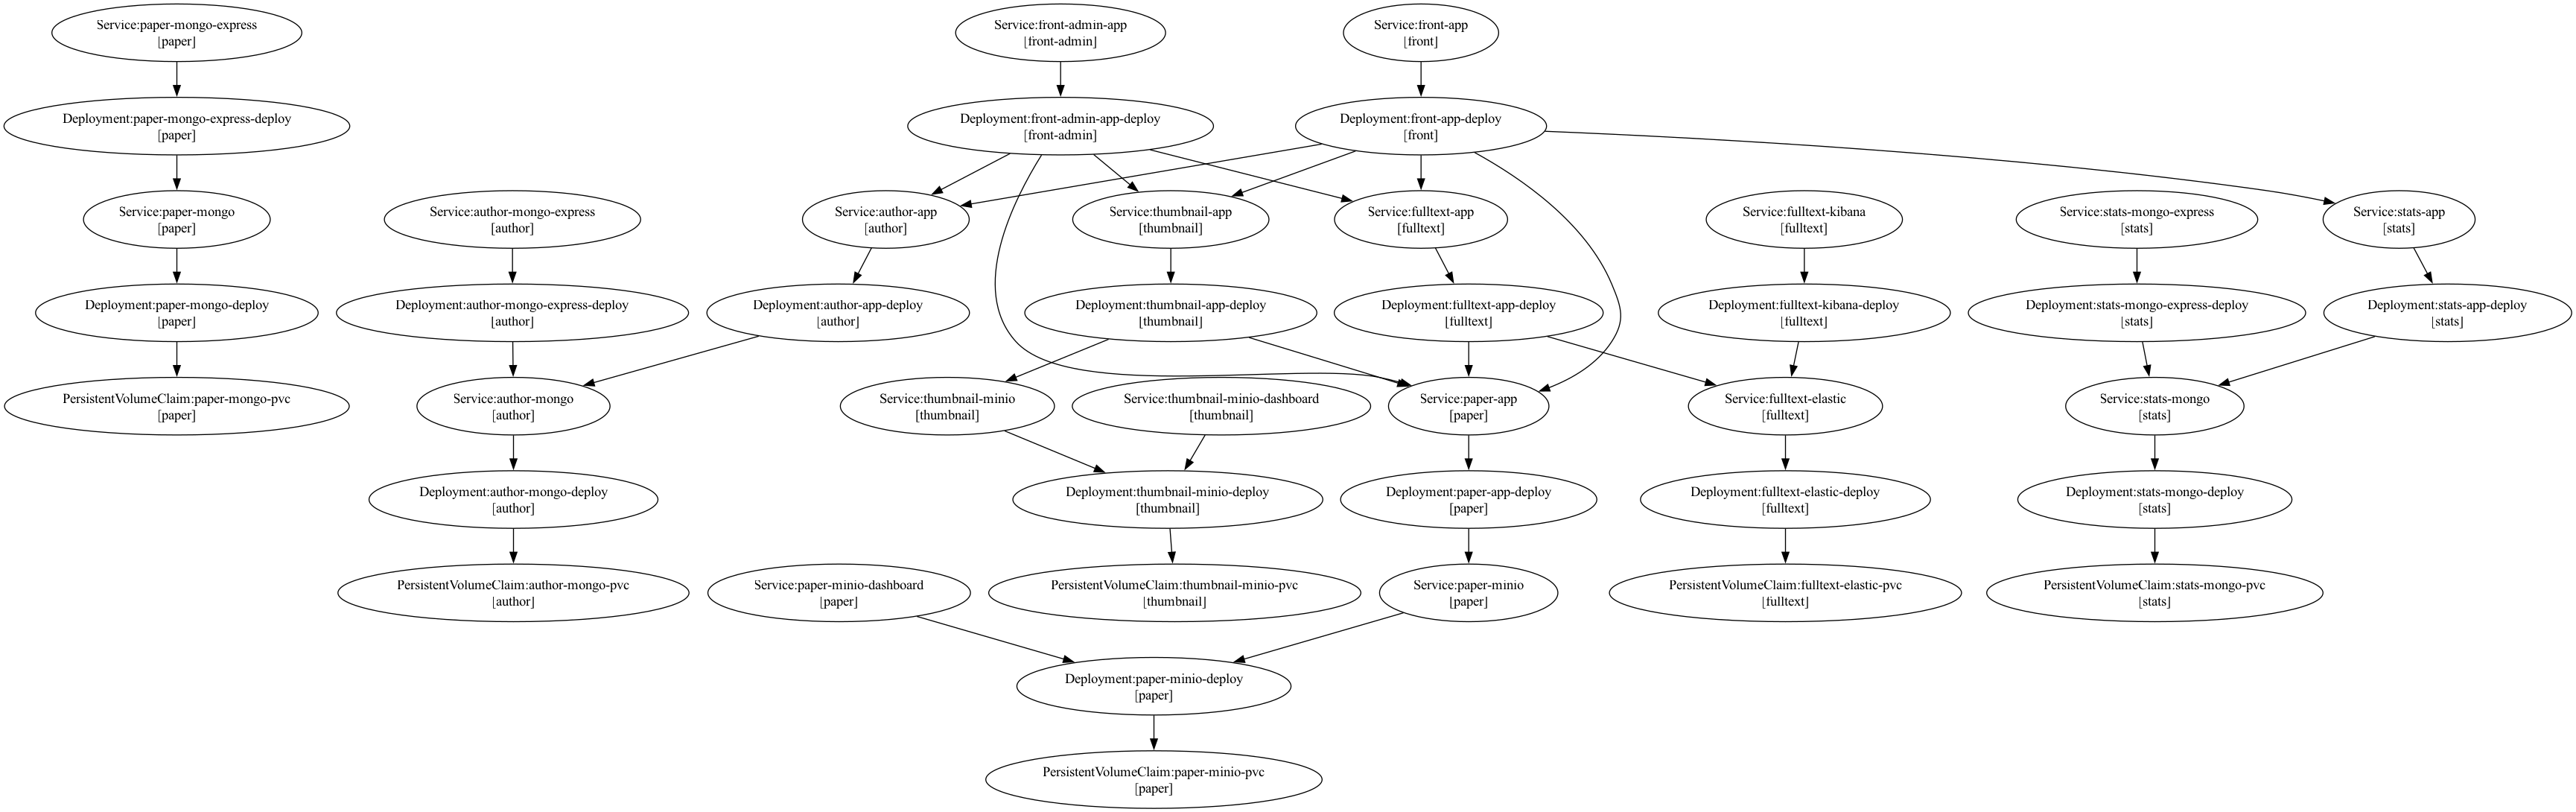 Service:paper-mongo-express
[paper]
Service:front-admin-app
[front-admin]
Service:front-app
[front]
Deployment:paper-mongo-express-deploy
[paper]
Deployment:front-admin-app-deploy
[front-admin]
Deployment:front-app-deploy
[front]
Service:paper-mongo
[paper]
Service:author-mongo-express
[author]
Service:author-app
[author]
Service:thumbnail-app
[thumbnail]
Service:fulltext-app
[fulltext]
Service:fulltext-kibana
[fulltext]
Service:stats-mongo-express
[stats]
Service:stats-app
[stats]
Deployment:paper-mongo-deploy
[paper]
Deployment:author-mongo-express-deploy
[author]
Deployment:author-app-deploy
[author]
Deployment:thumbnail-app-deploy
[thumbnail]
Deployment:fulltext-app-deploy
[fulltext]
Deployment:fulltext-kibana-deploy
[fulltext]
Deployment:stats-mongo-express-deploy
[stats]
Deployment:stats-app-deploy
[stats]
PersistentVolumeClaim:paper-mongo-pvc
[paper]
Service:author-mongo
[author]
Service:thumbnail-minio
[thumbnail]
Service:thumbnail-minio-dashboard
[thumbnail]
Service:paper-app
[paper]
Service:fulltext-elastic
[fulltext]
Service:stats-mongo
[stats]
Deployment:author-mongo-deploy
[author]
Deployment:thumbnail-minio-deploy
[thumbnail]
Deployment:paper-app-deploy
[paper]
Deployment:fulltext-elastic-deploy
[fulltext]
Deployment:stats-mongo-deploy
[stats]
PersistentVolumeClaim:author-mongo-pvc
[author]
Service:paper-minio-dashboard
[paper]
PersistentVolumeClaim:thumbnail-minio-pvc
[thumbnail]
Service:paper-minio
[paper]
PersistentVolumeClaim:fulltext-elastic-pvc
[fulltext]
PersistentVolumeClaim:stats-mongo-pvc
[stats]
Deployment:paper-minio-deploy
[paper]
PersistentVolumeClaim:paper-minio-pvc
[paper]